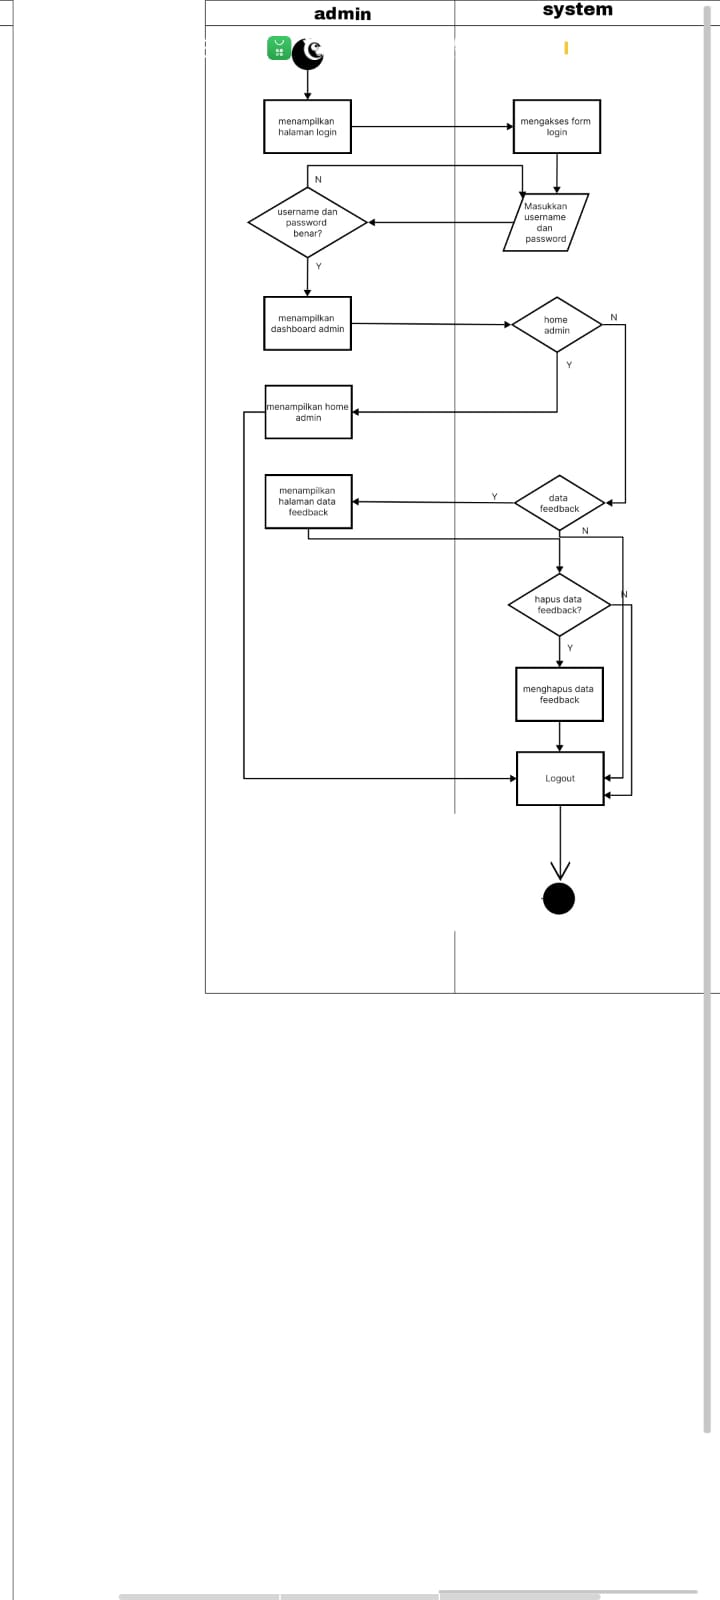 admin
system
menampilkan
halaman login
mengakses form
login
N
username dan
password
benar?
Masukkan
username
dan
password
Y
menampilkan
dashboard admin
home
admin
N
Y
menampilkan home
admin
menampilkan
halaman data
feedback
Y
data
feedback
N
hapus data
feedback?
N
Y
menghapus data
feedback
Logout